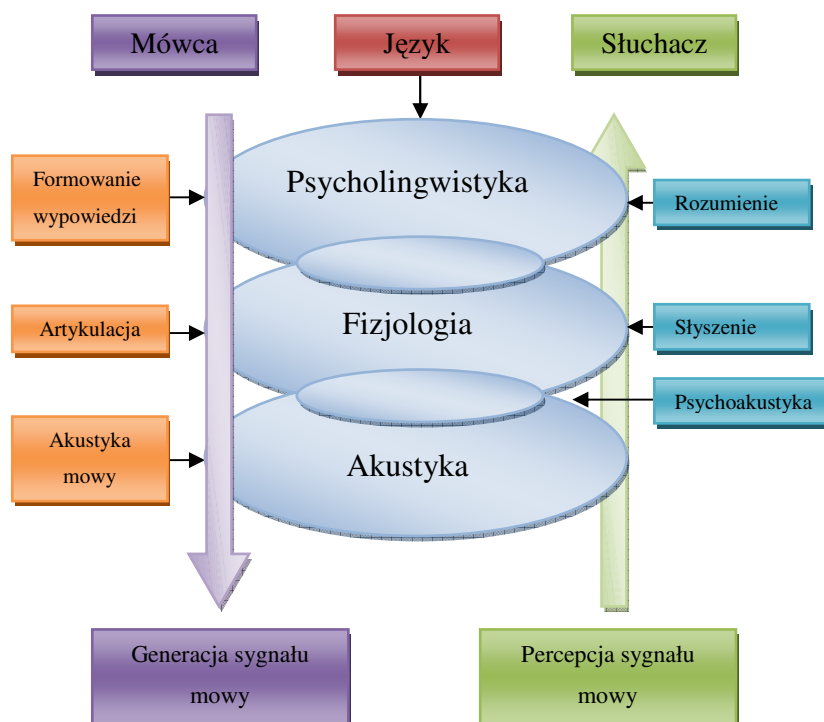 Mówca
Język
Słuchacz
Formowanie
wypowiedzi
Psycholingwistyka
Rozumienie
Artykulacja
Fizjologia
Słyszenie
Psychoakustyka
Akustyka
mowy
Akustyka
Generacja sygnału
mowy
Percepcja sygnału
mowy